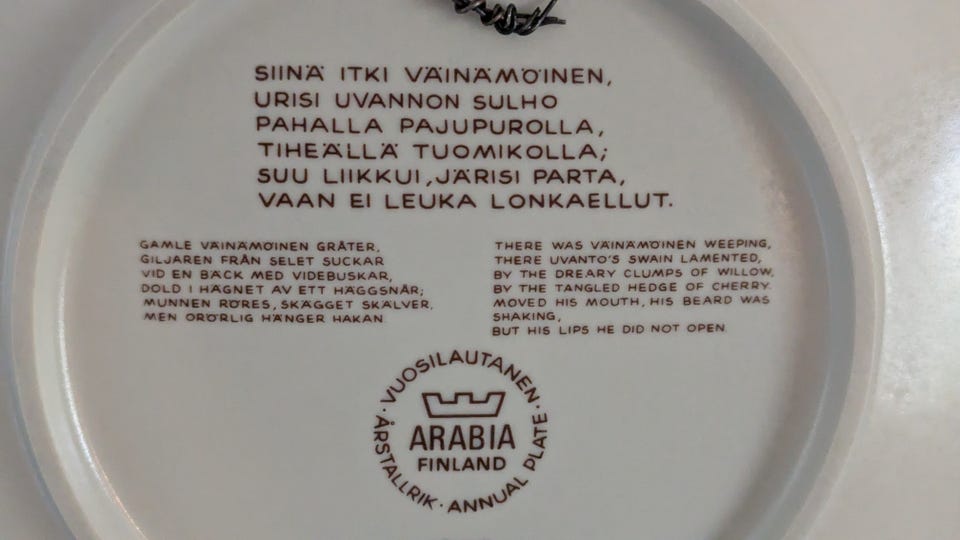 SIINÄ ITKI VÄINÄMÖINEN,
URISI UVANNON SULHO
PAHALLA PAJUPUROLLA,
TIHEÄLLÄ TUOMIKOLLA;
SUU LIIKKUI, JÄRISI PARTA,
VAAN EI LEUKA LONKAELLUT.
GAMLE VÄINÄMÖINEN GRÅTER,
GILJAREN FRÅN SELET SUCKAR
VID EN BÄCK MED VIDEBUSKAR,
DOLD I HÄGNET AV ETT HÄGGSNÅR;
MUNNEN RÖRES, SKÄGGET SKÄLVER,
MEN ORÖRLIG HÄNGER HAKAN
THERE WAS VÄINÄMÖINEN WEEPING,
THERE UVANTO'S SWAIN LAMENTED,
BY THE DREARY CLUMPS OF WILLOW,
BY THE TANGLED HEDGE OF CHERRY.
MOVED HIS MOUTH, HIS BEARD WAS
SHAKING,
BUT HIS LIPS HE DID NOT OPEN.
VUOSILAUTANEN ·
ARABIA
FINLAND
ÅRSTALLRIK · ANNUAL PLATE ·